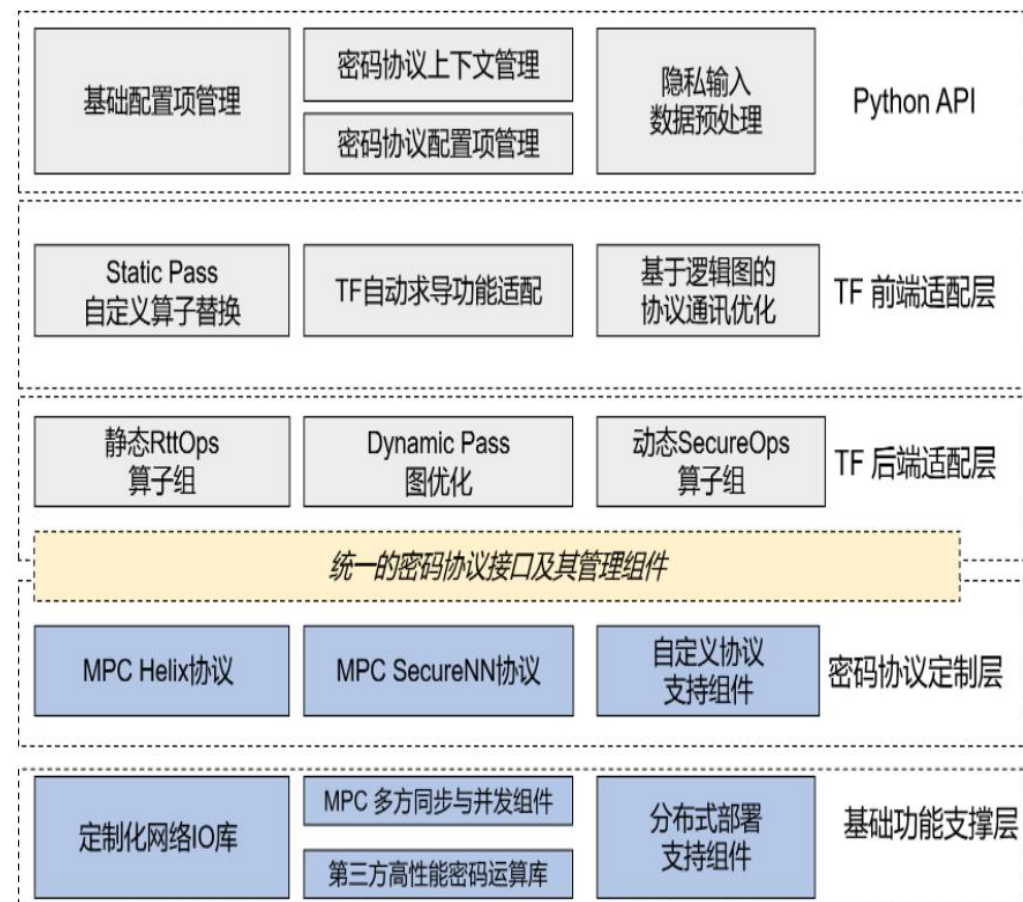 基础配置项管理
密码协议上下文管理
密码协议配置项管理
隐私输入
数据预处理
Python API
Static Pass
自定义算子替换
TF自动求导功能适配
基于逻辑图的
协议通讯优化
TF 前端适配层
静态RttOps
算子组
Dynamic Pass
图优化
动态SecureOps
算子组
TF 后端适配层
统一的密码协议接口及其管理组件
MPC Helix协议
MPC SecureNN协议
自定义协议
支持组件
密码协议定制层
定制化网络IO库
MPC 多方同步与并发组件
第三方高性能密码运算库
分布式部署
支持组件
基础功能支撑层